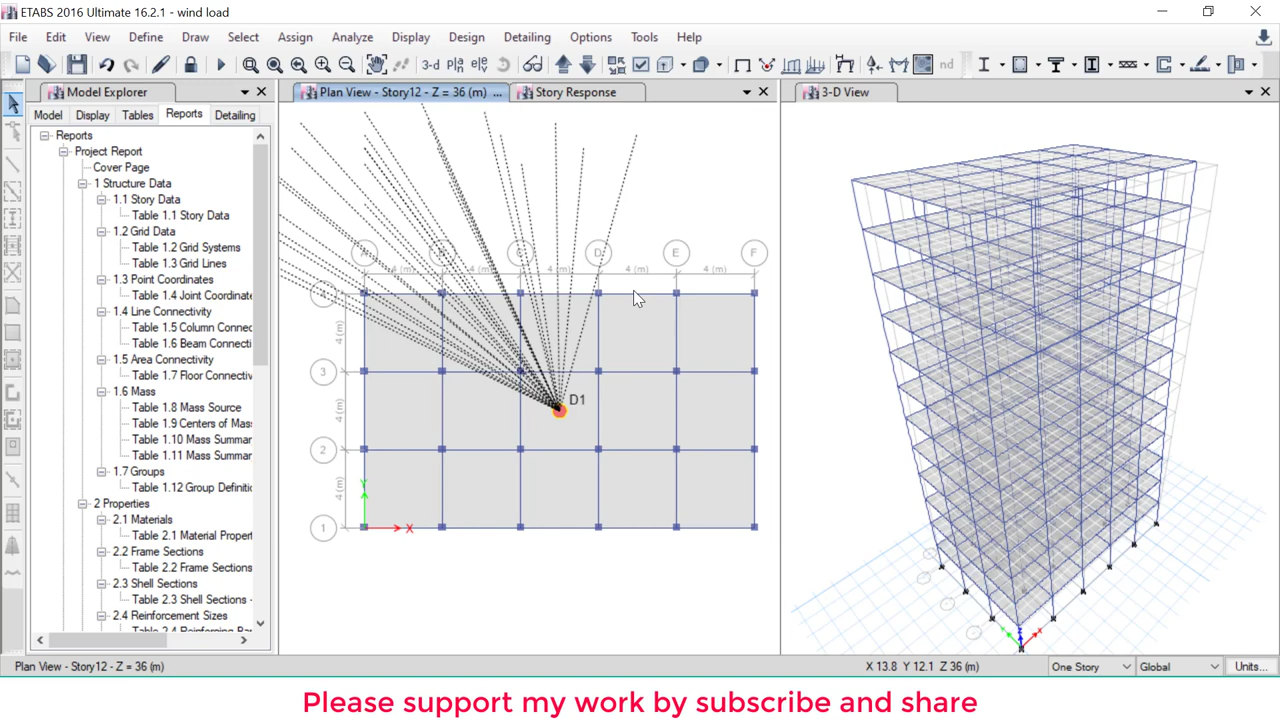 ETABS 2016 Ultimate 16.2.1 - wind load
File Edit View Define Draw Select Assign Analyze Display Design Detailing Options Tools Help
3-d nd
Model Explorer
Plan View - Story12 - Z = 36 (m) ...
Story Response
3-D View
Model Display Tables Reports Detailing
Reports
Project Report
Cover Page
1 Structure Data
1.1 Story Data
Table 1.1 Story Data
1.2 Grid Data
Table 1.2 Grid Systems
Table 1.3 Grid Lines
1.3 Point Coordinates
Table 1.4 Joint Coordinate
1.4 Line Connectivity
Table 1.5 Column Connec
Table 1.6 Beam Connecti
1.5 Area Connectivity
Table 1.7 Floor Connectiv
1.6 Mass
Table 1.8 Mass Source
Table 1.9 Centers of Mas
Table 1.10 Mass Summar
Table 1.11 Mass Summar
1.7 Groups
Table 1.12 Group Definitic
2 Properties
2.1 Materials
Table 2.1 Material Propert
2.2 Frame Sections
Table 2.2 Frame Sections
2.3 Shell Sections
Table 2.3 Shell Sections -
2.4 Reinforcement Sizes
D E F
4 (m) 4 (m) 4 (m) 4 (m) 4 (m)
4 (m)
3
4 (m)
D1
2
4 (m)
Y
1
X
Z
X
Plan View - Story12 - Z = 36 (m)
X 13.8 Y 12.1 Z 36 (m)
One Story
Global
Units...
Please support my work by subscribe and share